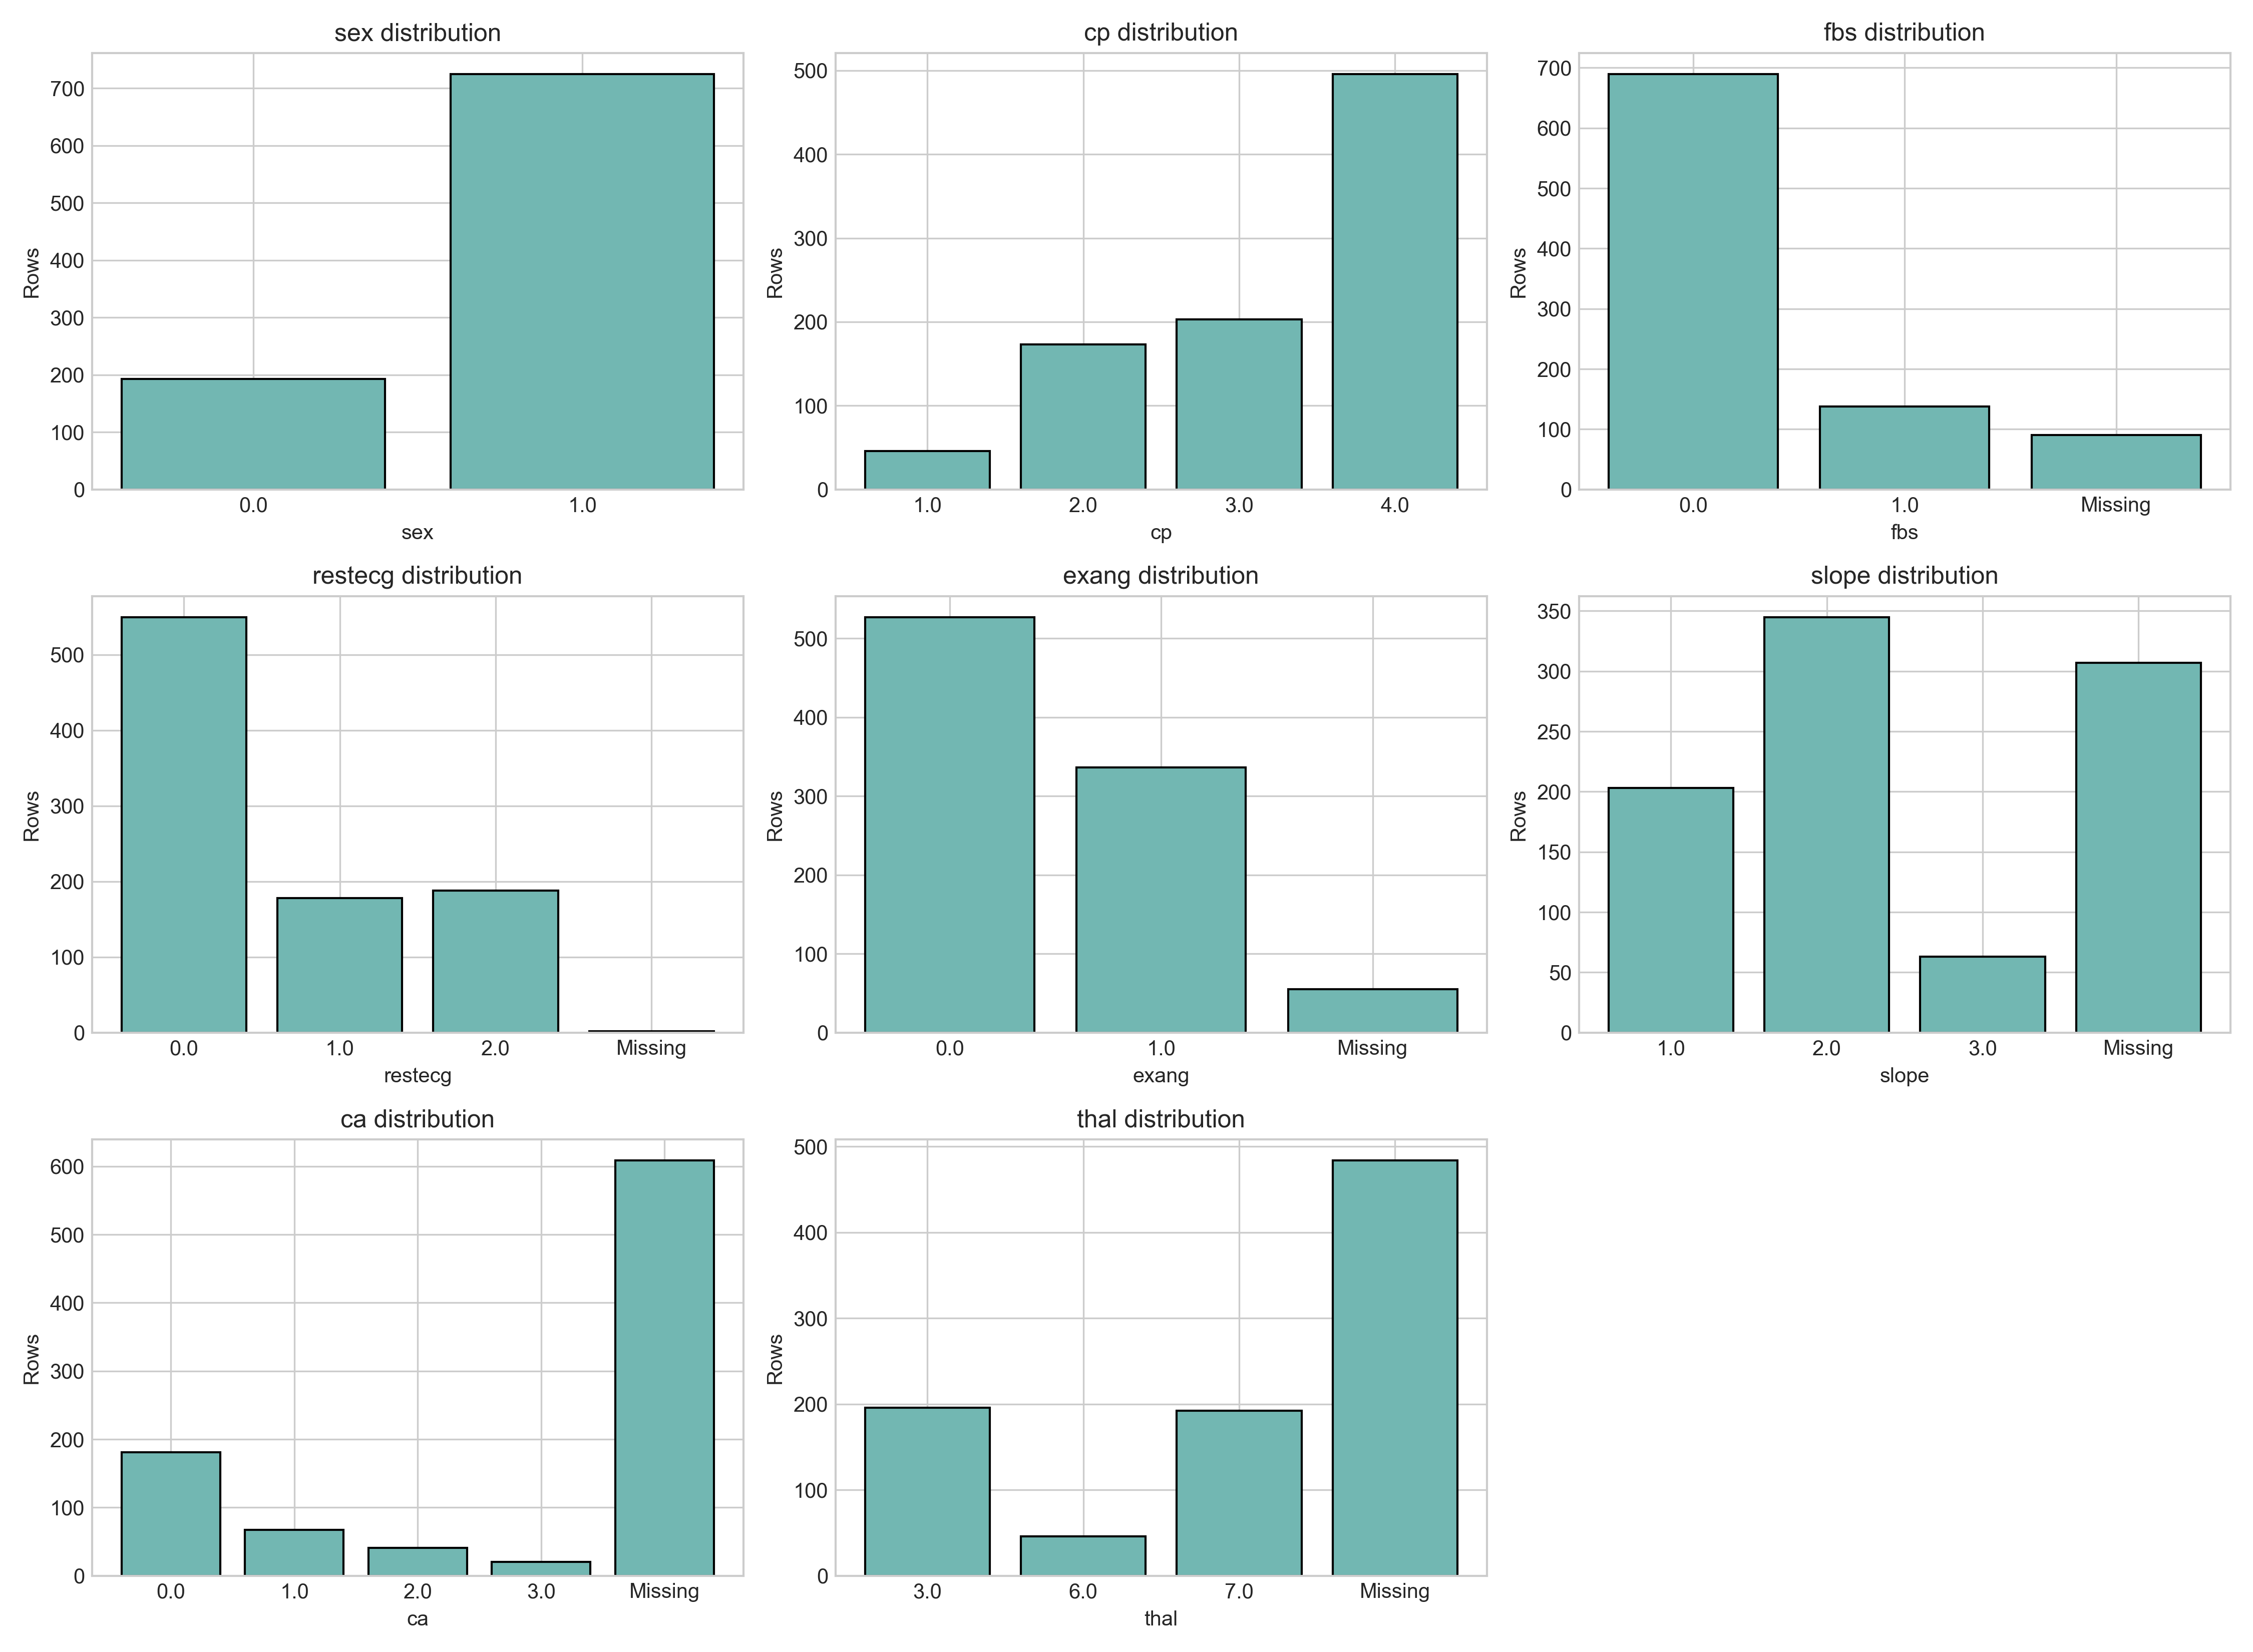 sex distribution
700
600
500
400
300
200
100
0
Rows
0.0 1.0
sex
cp distribution
500
400
300
200
100
0
Rows
1.0 2.0 3.0 4.0
cp
fbs distribution
700
600
500
400
300
200
100
0
Rows
0.0 1.0 Missing
fbs
restecg distribution
500
400
300
200
100
0
Rows
0.0 1.0 2.0 Missing
restecg
exang distribution
500
400
300
200
100
0
Rows
0.0 1.0 Missing
exang
slope distribution
350
300
250
200
150
100
50
0
Rows
1.0 2.0 3.0 Missing
slope
ca distribution
600
500
400
300
200
100
0
Rows
0.0 1.0 2.0 3.0 Missing
ca
thal distribution
500
400
300
200
100
0
Rows
3.0 6.0 7.0 Missing
thal